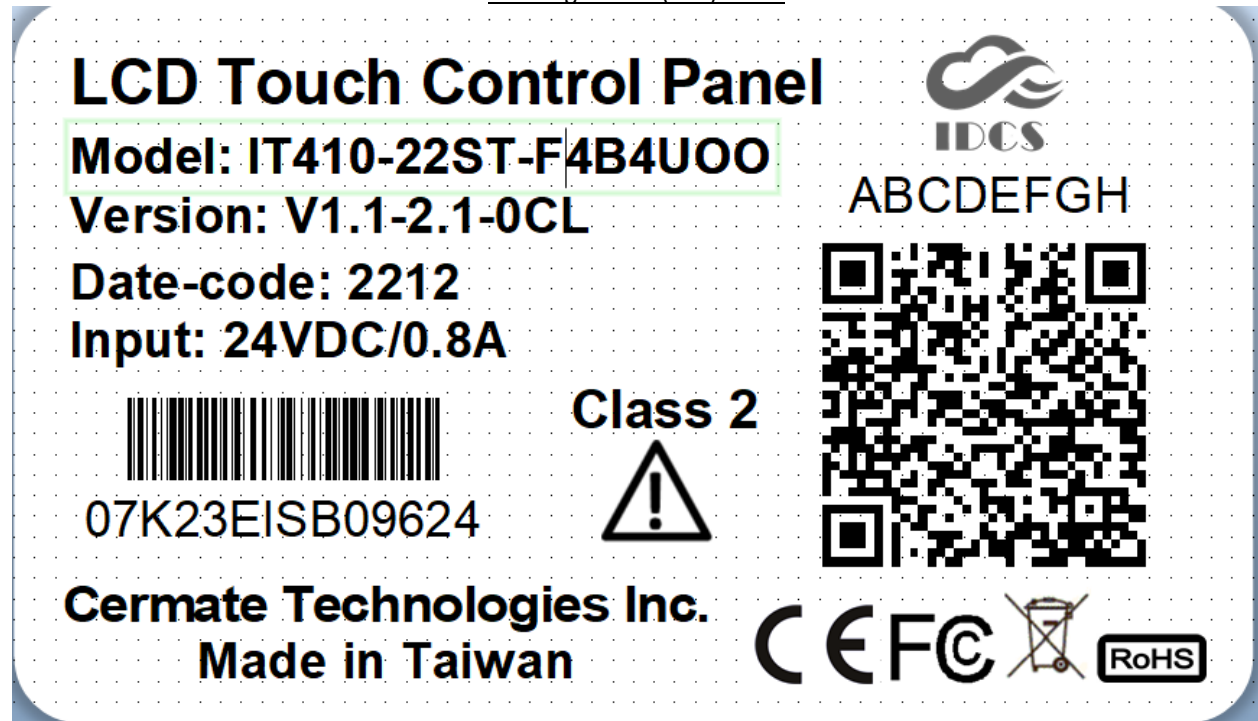 LCD Touch Control Panel
IDCS
Model: IT410-22ST-F4B4UOO
ABCDEFGH
Version: V1.1-2.1-0CL
Date-code: 2212
Input: 24VDC/0.8A
Class 2
07K23EISB09624
Cermate Technologies Inc.
Made in Taiwan
CE FC RoHS